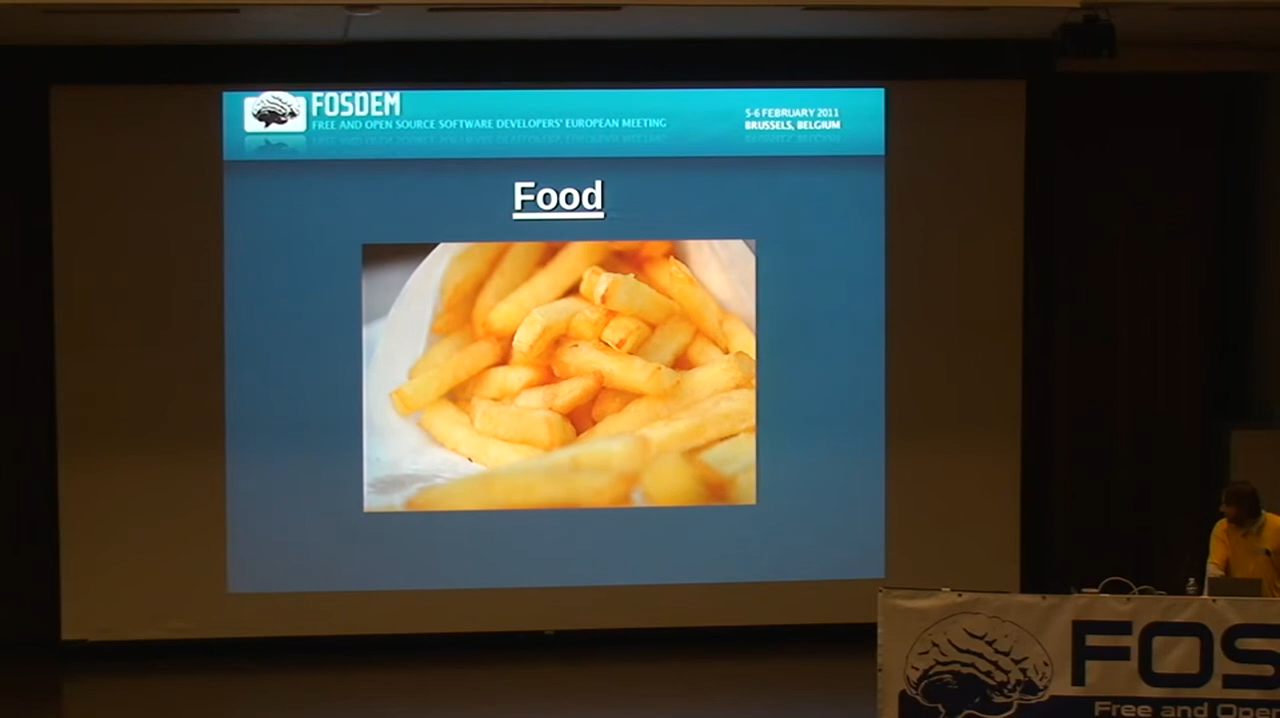 FOSDEM
FREE AND OPEN SOURCE SOFTWARE DEVELOPERS' EUROPEAN MEETING
5-6 FEBRUARY 2011
BRUSSELS, BELGIUM
Food
FOS
Free and Open